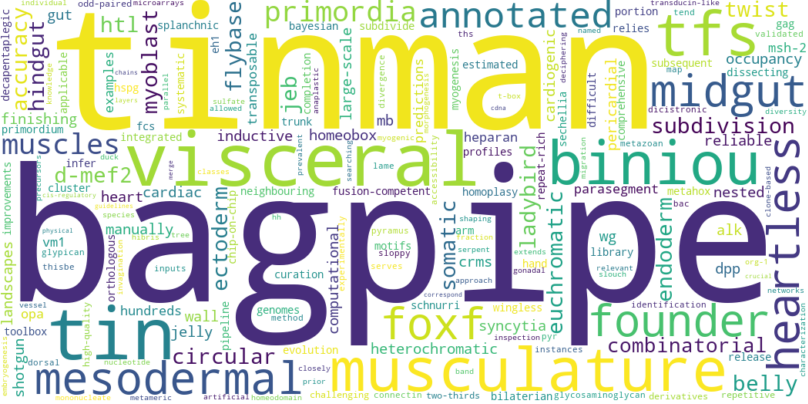 individual odd-paired microarrays primordia annotated transducin-like
decapentaplegic gut splanchnic bayesian twist portion named validated
accuracy hindgut htl myoblast flybase tinman tfs relies gag
examples hspg systematic transposable jeb large-scale subdivide eh1 ths
applicable chains completion trunk estimated anaplastic divergence myogenesis predictions cardiogenic t-box difficult pericardial comprehensive subsequent map msh-2 occupancy dissecting
finishing knowledge layers parallel mb deciphering dicistronic diversity
primordium fcs sulfate allowed inductive homeobox heparan cdna midgut
muscles integrated visceral profiles accessibility sechellia metazoan subdivision
improvements infer duck prevalent searching myogenic lame ladybird repeat-rich migration biniou reliable
d-mef2 merge classes neighbouring fusion-competent homoplasy parasegment metahox nested
cluster heart cardiac guidelines species cis-regulatory shaping bac clone-based
precursors manually ectoderm chip-on-chip hh pyramus arm somatic euchromatic wg alk heartless
landscapes physical vm1 glypican thisbe orthologous hibris tree bagpipe computational experimentally motifs sloppy serves fraction serpent crms hand gonadal extends library endoderm dpp org-1 relevant slouch crucial
opa hundreds inputs invagination curation genomes method schnurri wingless approach correspond identification networks characterization
toolbox vessel tin wall pipeline foxf syncytia pyr founder
shotgun high-quality jelly evolution heterochromatic inspection instances combinatorial
dorsal nucleotide circular closely prior band release
embryogenesis mesodermal musculature bilaterian tend belly
mononucleate metameric artificial homeodomain challenging connectin two-thirds glycosaminoglycan derivatives repetitive